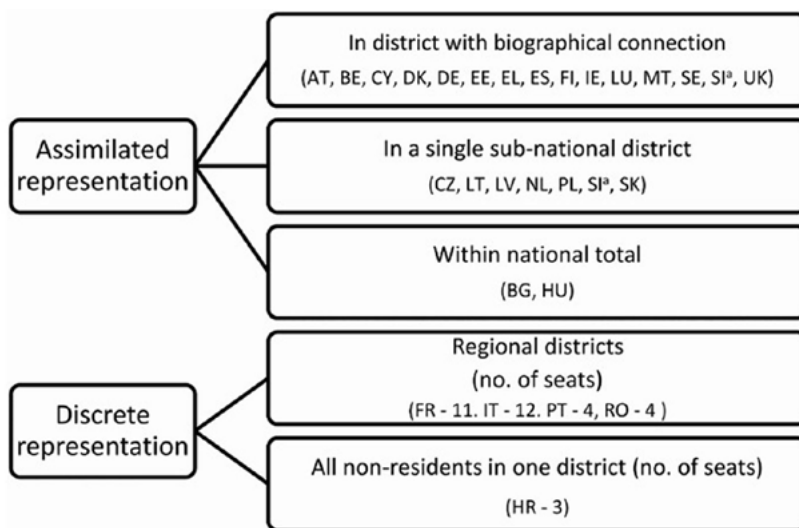 Assimilated
representation
In district with biographical connection
(AT, BE, CY, DK, DE, EE, EL, ES, FI, IE, LU, MT, SE, SIª, UK)
In a single sub-national district
(CZ, LT, LV, NL, PL, SIª, SK)
Within national total
(BG, HU)
Discrete
representation
Regional districts
(no. of seats)
(FR - 11. IT - 12. PT - 4, RO - 4 )
All non-residents in one district (no. of seats)
(HR - 3)